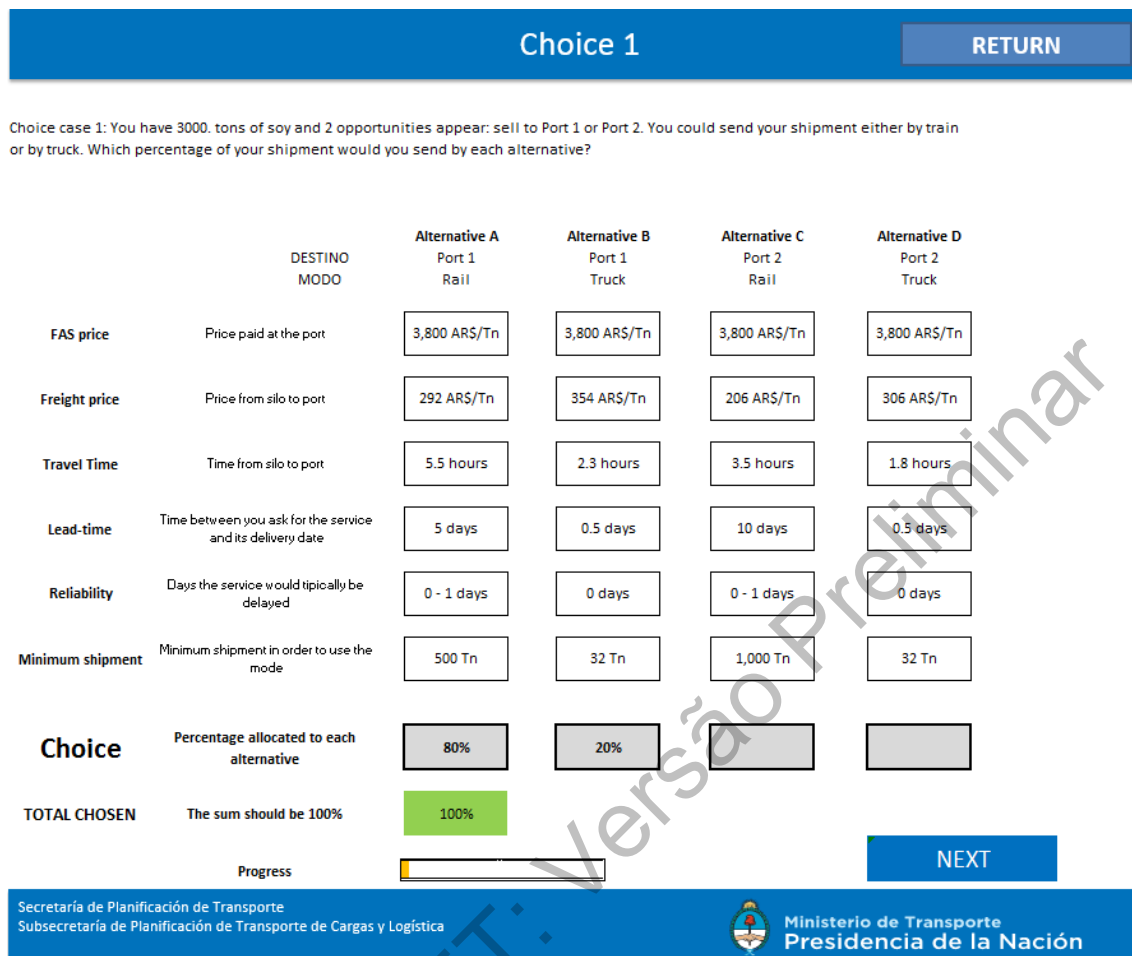 Choice 1
RETURN
Choice case 1: You have 3000. tons of soy and 2 opportunities appear: sell to Port 1 or Port 2. You could send your shipment either by train
or by truck. Which percentage of your shipment would you send by each alternative?
Alternative A Alternative B Alternative C Alternative D
DESTINO Port 1 Port 1 Port 2 Port 2
MODO Rail Truck Rail Truck
FAS price Price paid at the port 3,800 AR$/Tn 3,800 AR$/Tn 3,800 AR$/Tn 3,800 AR$/Tn
Freight price Price from silo to port 292 AR$/Tn 354 AR$/Tn 206 AR$/Tn 306 AR$/Tn
Travel Time Time from silo to port 5.5 hours 2.3 hours 3.5 hours 1.8 hours
Lead-time Time between you ask for the service
and its delivery date 5 days 0.5 days 10 days 0.5 days
Reliability Days the service would tipically be
delayed 0 - 1 days 0 days 0 - 1 days 0 days
Minimum shipment Minimum shipment in order to use the
mode 500 Tn 32 Tn 1,000 Tn 32 Tn
Choice Percentage allocated to each
alternative 80% 20%
TOTAL CHOSEN The sum should be 100% 100%
Progress
NEXT
Secretaría de Planificación de Transporte
Subsecretaría de Planificación de Transporte de Cargas y Logística
Ministerio de Transporte
Presidencia de la Nación
Versão Preliminar